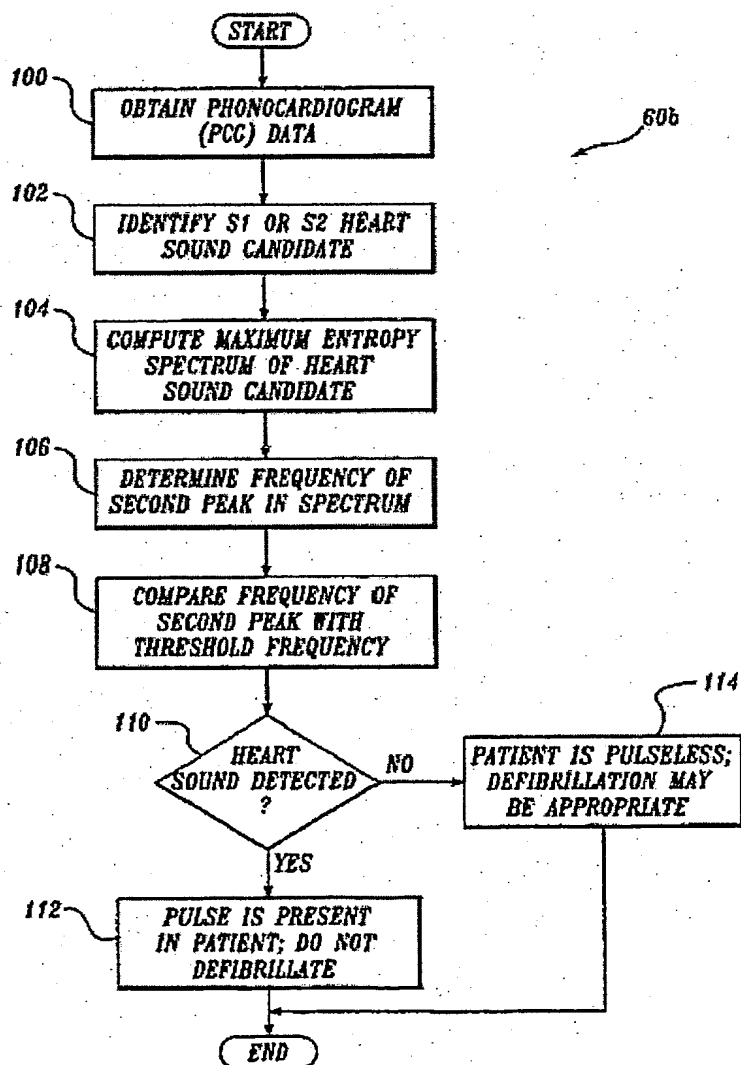 START
100
OBTAIN PHONOCARDIOGRAM
(PCG) DATA
60b
102
IDENTIFY S1 OR S2 HEART
SOUND CANDIDATE
104
COMPUTE MAXIMUM ENTROPY
SPECTRUM OF HEART
SOUND CANDIDATE
106
DETERMINE FREQUENCY OF
SECOND PEAK IN SPECTRUM
108
COMPARE FREQUENCY OF
SECOND PEAK WITH
THRESHOLD FREQUENCY
110
HEART
SOUND DETECTED
?
NO
114
PATIENT IS PULSELESS;
DEFIBRILLATION MAY
BE APPROPRIATE
YES
112
PULSE IS PRESENT
IN PATIENT; DO NOT
DEFIBRILLATE
END